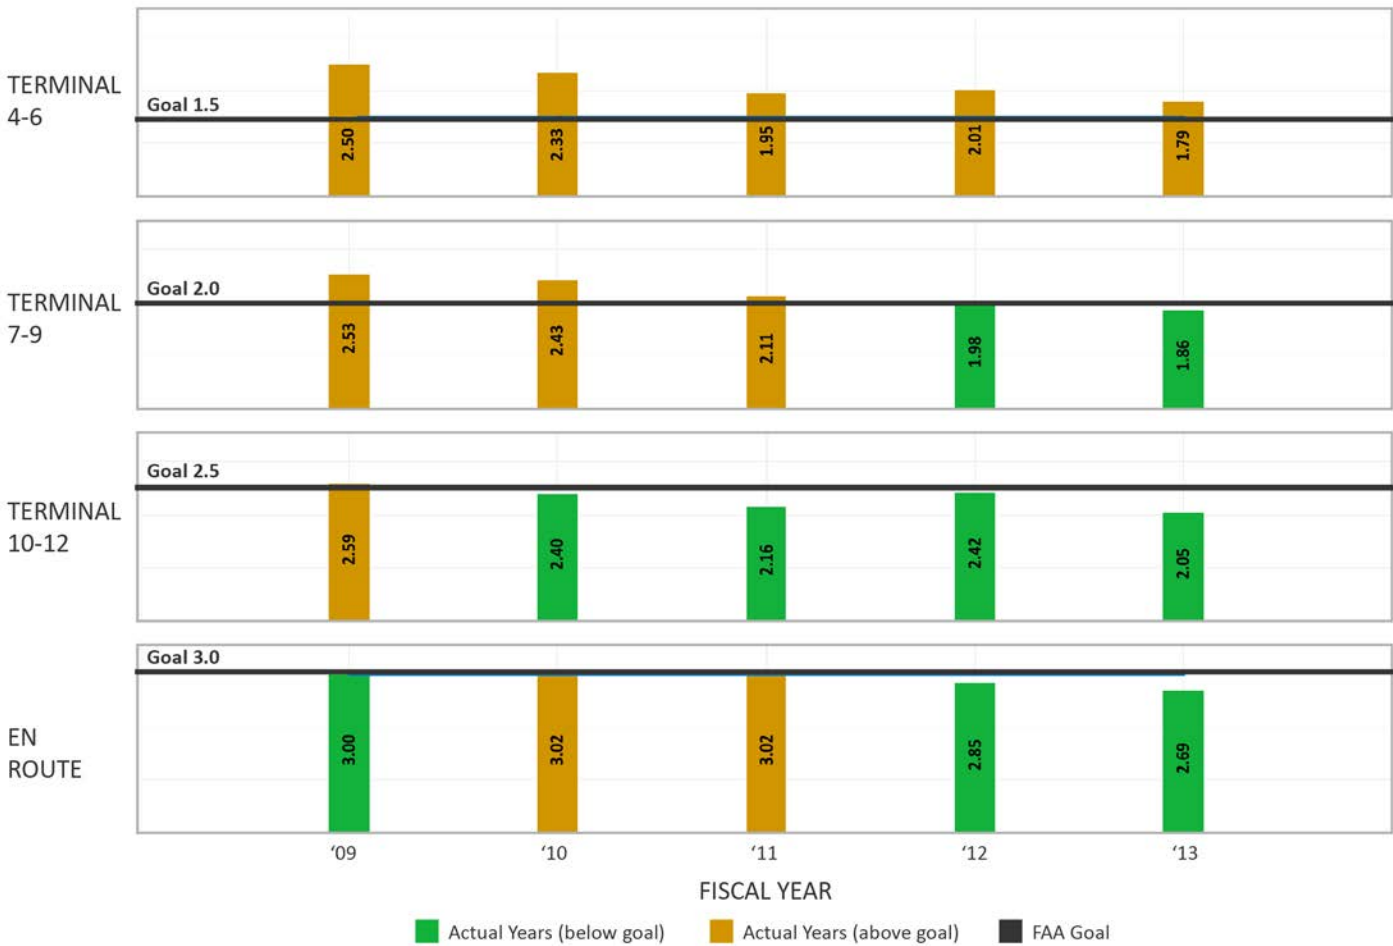 TERMINAL
4-6
Goal 1.5
2.50
2.33
1.95
2.01
1.79
TERMINAL
7-9
Goal 2.0
2.53
2.43
2.11
1.98
1.86
TERMINAL
10-12
Goal 2.5
2.59
2.40
2.16
2.42
2.05
EN
ROUTE
Goal 3.0
3.00
3.02
3.02
2.85
2.69
‘09 ‘10 ‘11 ‘12 ‘13
FISCAL YEAR
Actual Years (below goal) Actual Years (above goal) FAA Goal